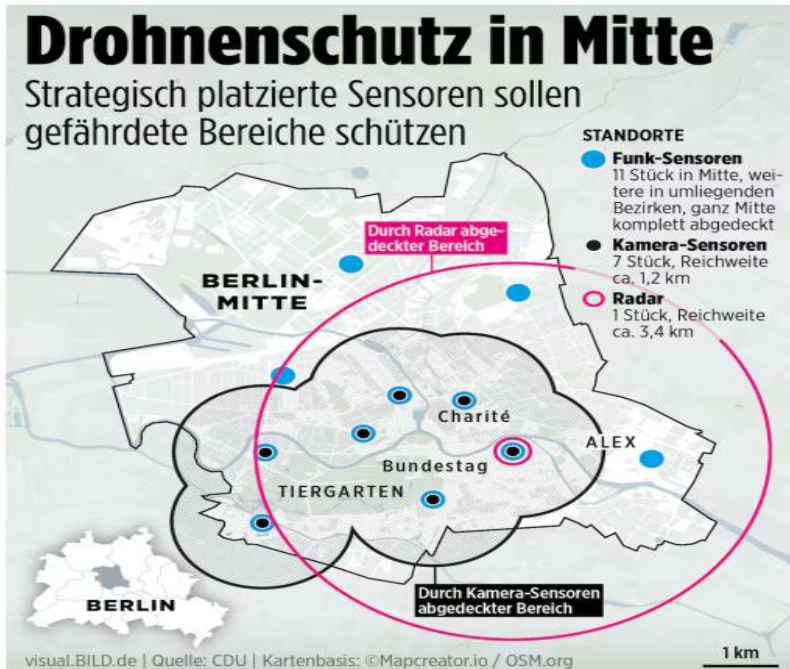 Drohnenschutz in Mitte
Strategisch platzierte Sensoren sollen
gefährdete Bereiche schützen
STANDORTE
Funk-Sensoren
11 Stück in Mitte, wei-
tere in umliegenden
Bezirken, ganz Mitte
komplett abgedeckt
Kamera-Sensoren
7 Stück, Reichweite
ca. 1,2 km
Radar
1 Stück, Reichweite
ca. 3,4 km
Durch Radar abge-
deckter Bereich
BERLIN-
MITTE
Charité
ALEX
Bundestag
TIERGARTEN
Durch Kamera-Sensoren
abgedeckter Bereich
BERLIN
1 km
visual.BILD.de | Quelle: CDU | Kartenbasis: ©Mapcreator.io / OSM.org